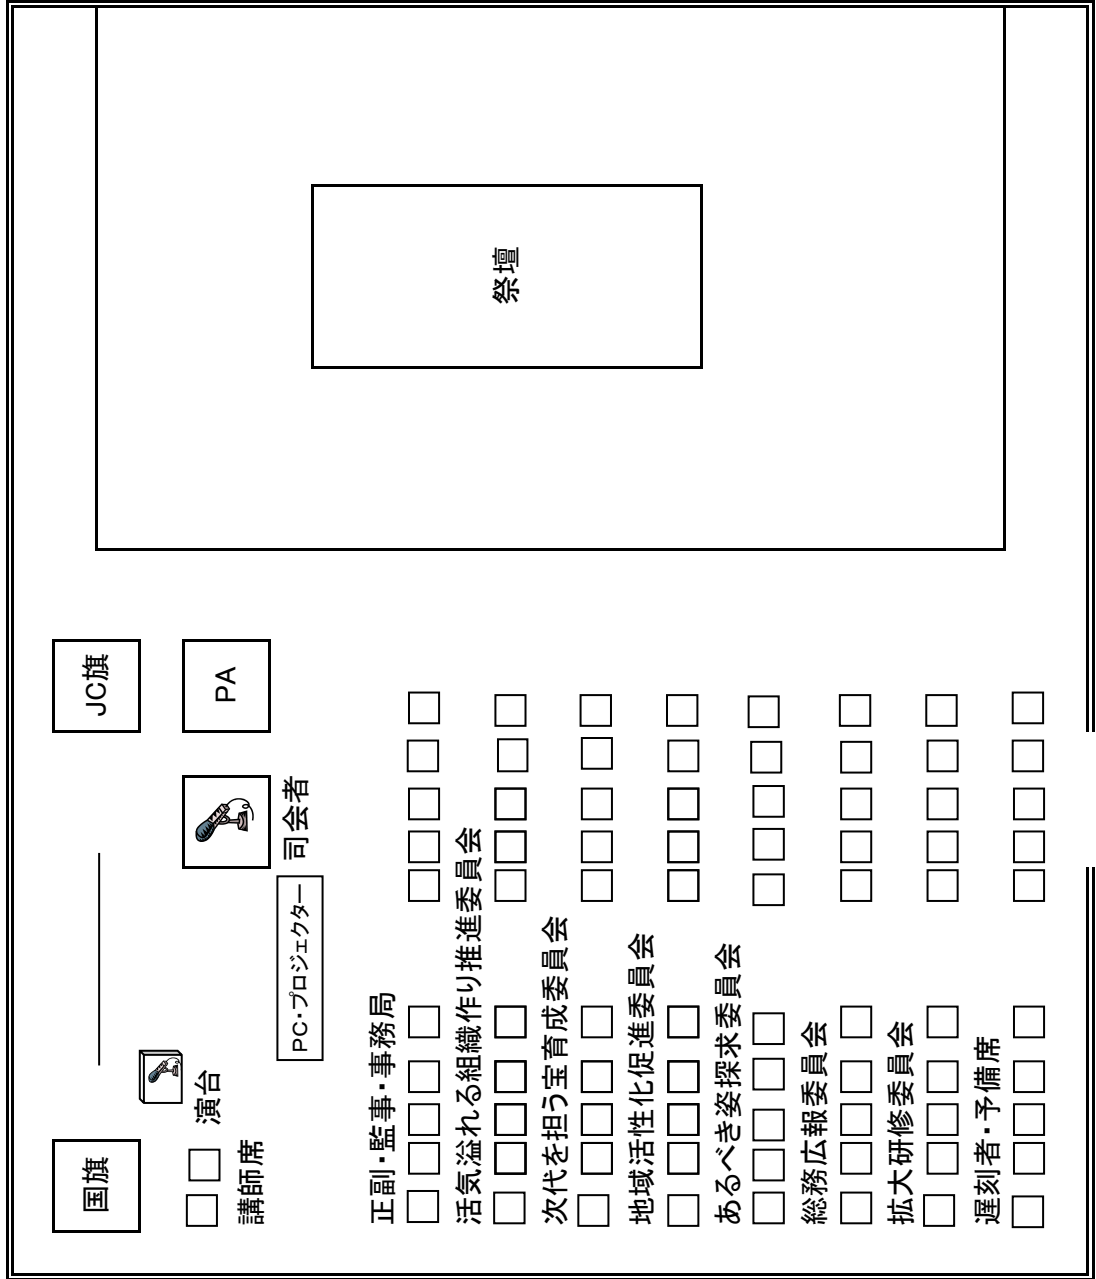 国旗
JC旗
講師席
演台
PA
司会者
PC・プロジェクター
祭壇
正副・監事・事務局
活気溢れる組織作り推進委員会
次代を担う宝育成委員会
地域活性化促進委員会
あるべき姿探求委員会
総務広報委員会
拡大研修委員会
遅刻者・予備席